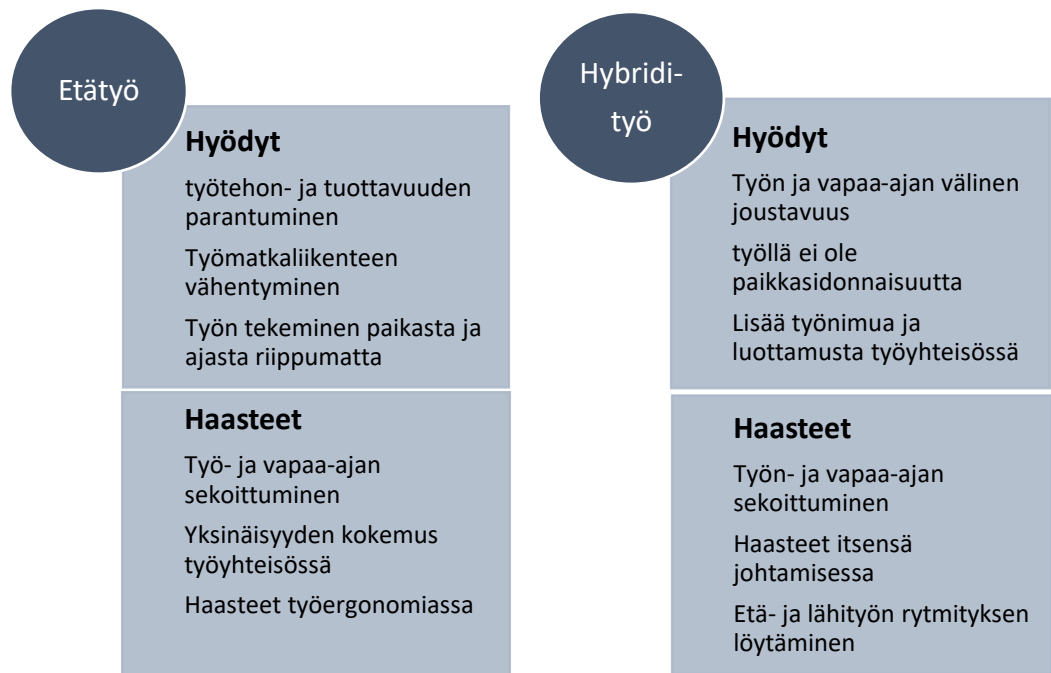 Etätyö
Hyödyt
työtehon- ja tuottavuuden
parantuminen
Työmatkaliikenteen
vähentyminen
Työn tekeminen paikasta ja
ajasta riippumatta
Haasteet
Työ- ja vapaa-ajan
sekoittuminen
Yksinäisyyden kokemus
työyhteisössä
Haasteet työergonomiassa
Hybridi-
työ
Hyödyt
Työn ja vapaa-ajan välinen
joustavuus
työllä ei ole
paikkasidonnaisuutta
Lisää työnimua ja
luottamusta työyhteisössä
Haasteet
Työn- ja vapaa-ajan
sekoittuminen
Haasteet itsensä
johtamisessa
Etä- ja lähityön rytmityksen
löytäminen